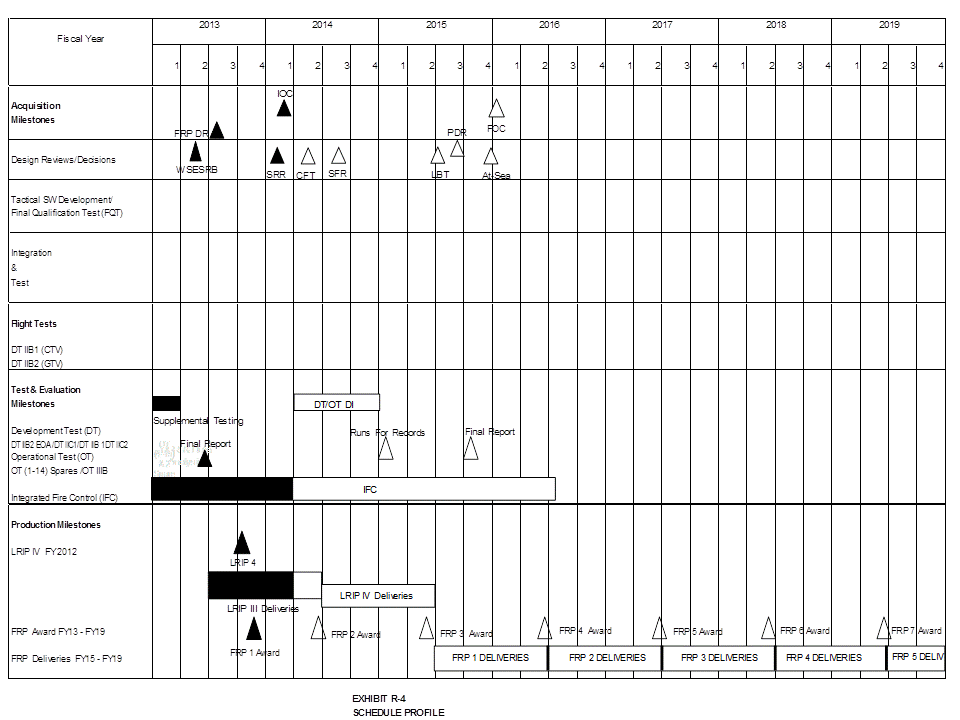 Fiscal Year
2013 2014 2015 2016 2017 2018 2019
1 2 3 4 1 2 3 4 1 2 3 4 1 2 3 4 1 2 3 4 1 2 3 4 1 2 3 4
Acquisition
Milestones
IOC
FRP DR
FOC
PDR
Design Reviews/Decisions
WSESRB
SRR
CFT
SFR
LBT
At-Sea
Tactical SW Development/
Final Qualification Test (FQT)
Integration
&
Test
Flight Tests
DT IIB1 (CTV)
DT IIB2 (GTV)
Test & Evaluation
Milestones
DT/OT DI
Supplemental Testing
Development Test (DT)
Runs For Records
Final Report
DT IIB2 EOA/DT IIC1/DT IIB 1DT IIC2
Final Report
Operational Test (OT)
OT (1-14) Spares /OT IIIB
IFC
Integrated Fire Control (IFC)
Production Milestones
LRIP IV FY2012
LRIP 4
LRIP IV Deliveries
LRIP III Deliveries
FRP Award FY13 - FY19
FRP 1 Award
FRP 2 Award
FRP 3 Award
FRP 4 Award
FRP 5 Award
FRP 6 Award
FRP 7 Award
FRP Deliveries FY15 - FY19
FRP 1 DELIVERIES
FRP 2 DELIVERIES
FRP 3 DELIVERIES
FRP 4 DELIVERIES
FRP 5 DELIV
EXHIBIT R-4
SCHEDULE PROFILE